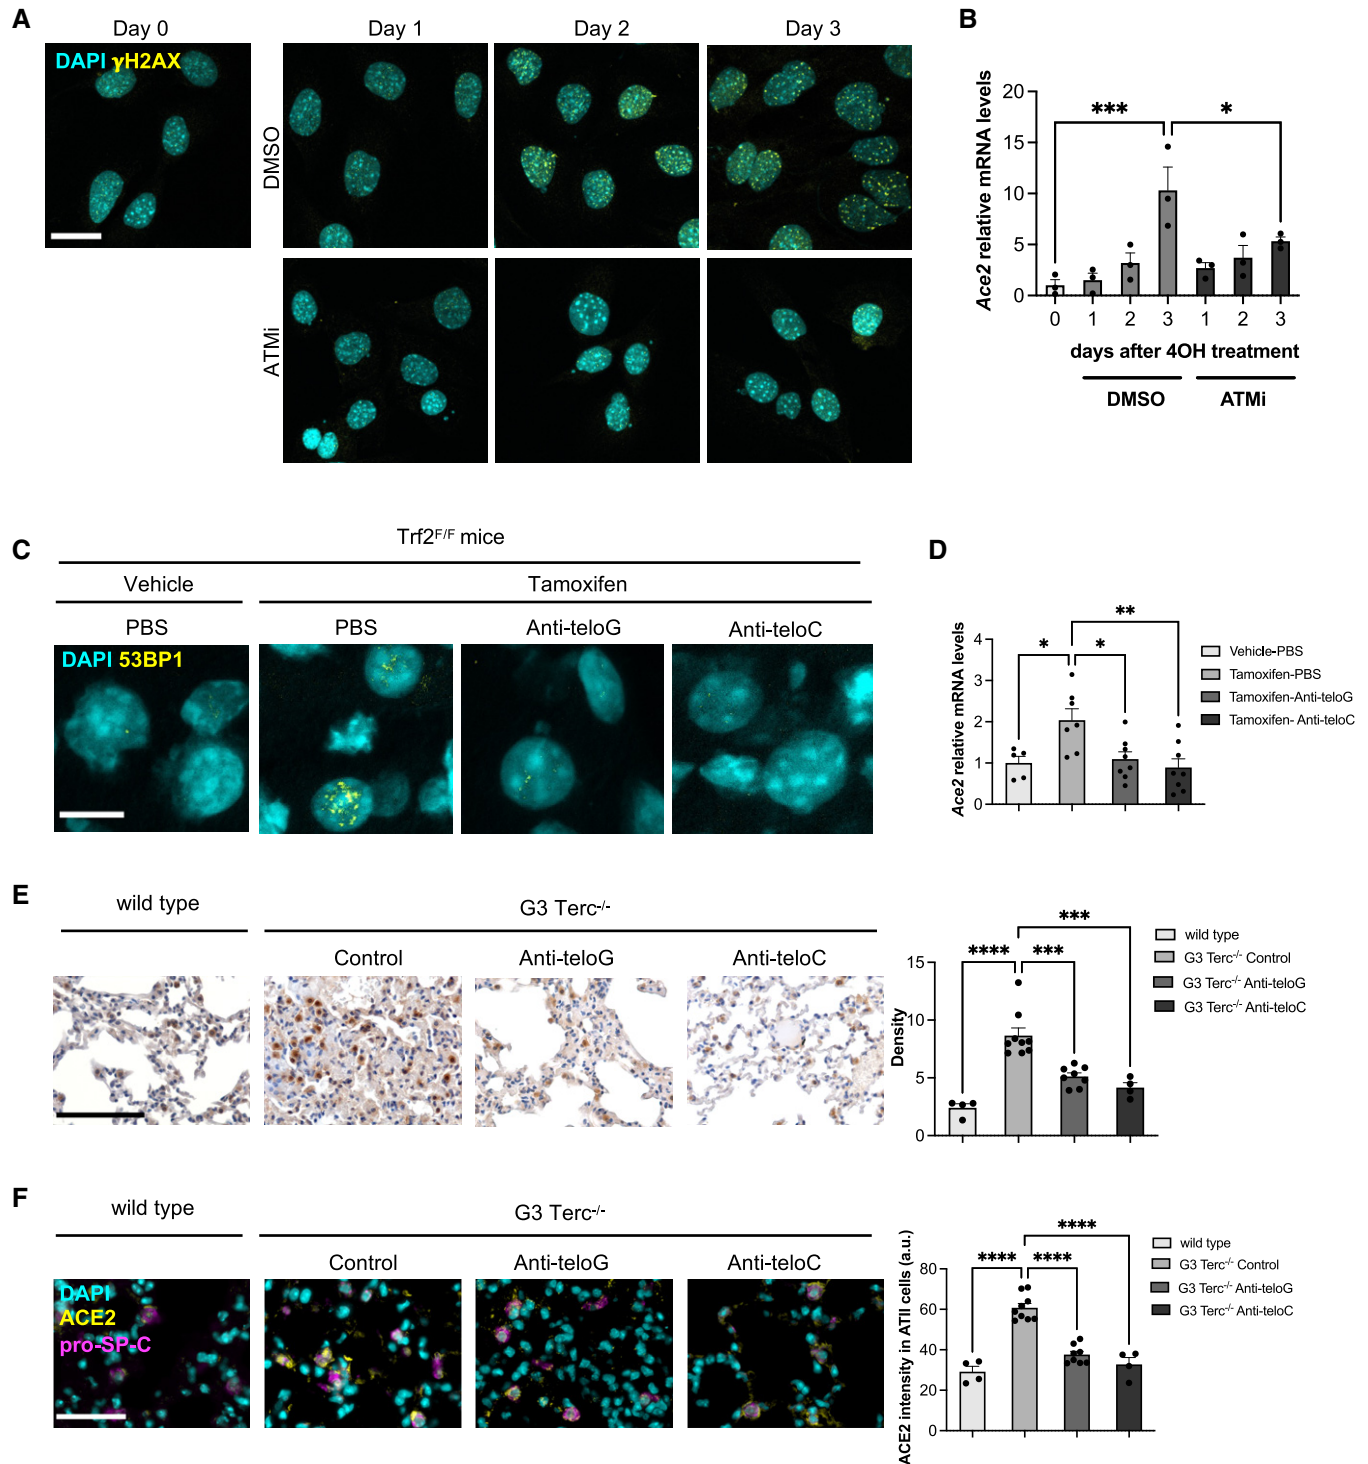 A
Day 0
Day 1
Day 2
Day 3
DAPI γH2AX
DMSO
ATMi
B
Ace2 relative mRNA levels
20
15
10
5
0
***
*
0 1 2 3 1 2 3
days after 4OH treatment
DMSO ATMi
C
Trf2F/F mice
Vehicle Tamoxifen
PBS PBS Anti-teloG Anti-teloC
DAPI 53BP1
D
Ace2 relative mRNA levels
4
3
2
1
0
**
* *
Vehicle-PBS
Tamoxifen-PBS
Tamoxifen-Anti-teloG
Tamoxifen- Anti-teloC
E
wild type G3 Terc-/-
Control Anti-teloG Anti-teloC
Density
15
10
5
0
***
**** ***
wild type
G3 Terc-/- Control
G3 Terc-/- Anti-teloG
G3 Terc-/- Anti-teloC
F
wild type G3 Terc-/-
Control Anti-teloG Anti-teloC
DAPI
ACE2
pro-SP-C
ACE2 intensity in ATII cells (a.u.)
80
60
40
20
0
****
**** ****
wild type
G3 Terc-/- Control
G3 Terc-/- Anti-teloG
G3 Terc-/- Anti-teloC